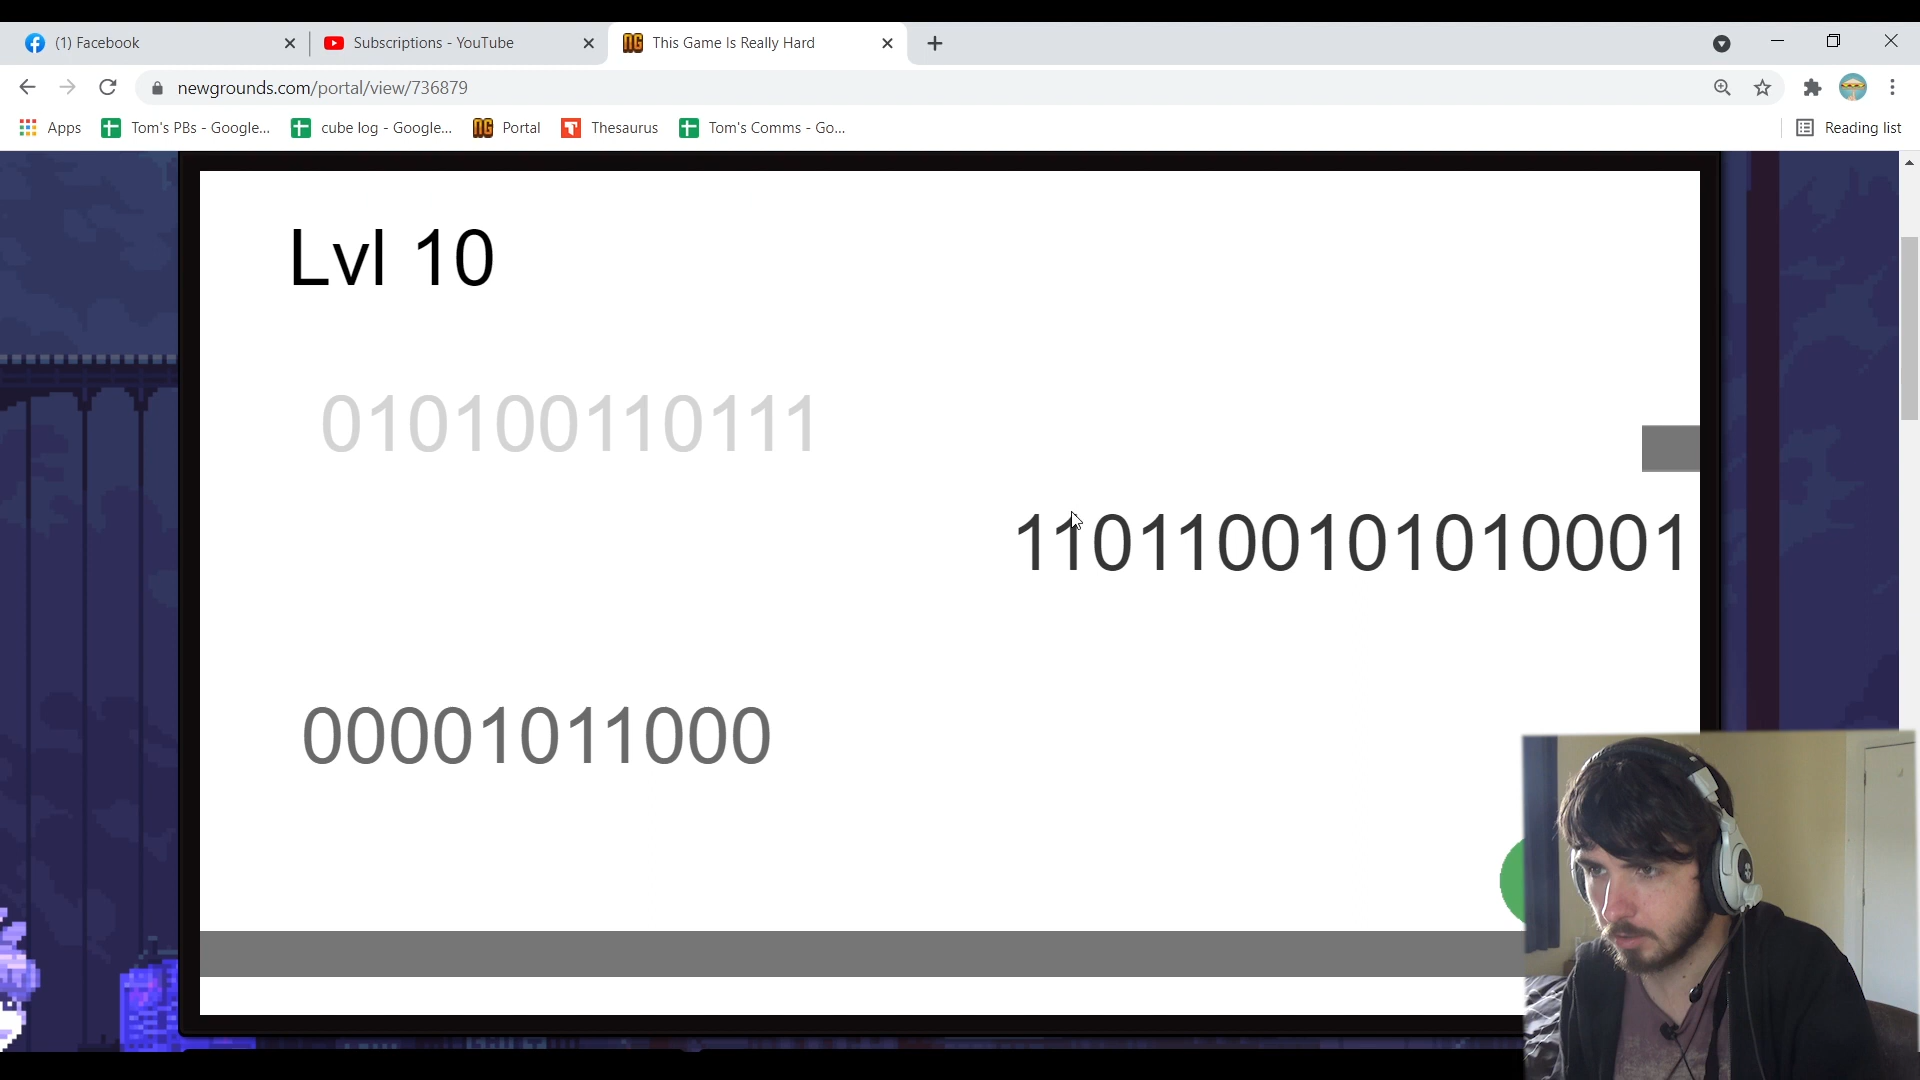 (1) Facebook
Subscriptions - YouTube
This Game Is Really Hard
newgrounds.com/portal/view/736879
Apps
Tom's PBs - Google...
cube log - Google...
Portal
Thesaurus
Tom's Comms - Go...
Reading list
Lvl 10
010100110111
1101100101010001
00001011000